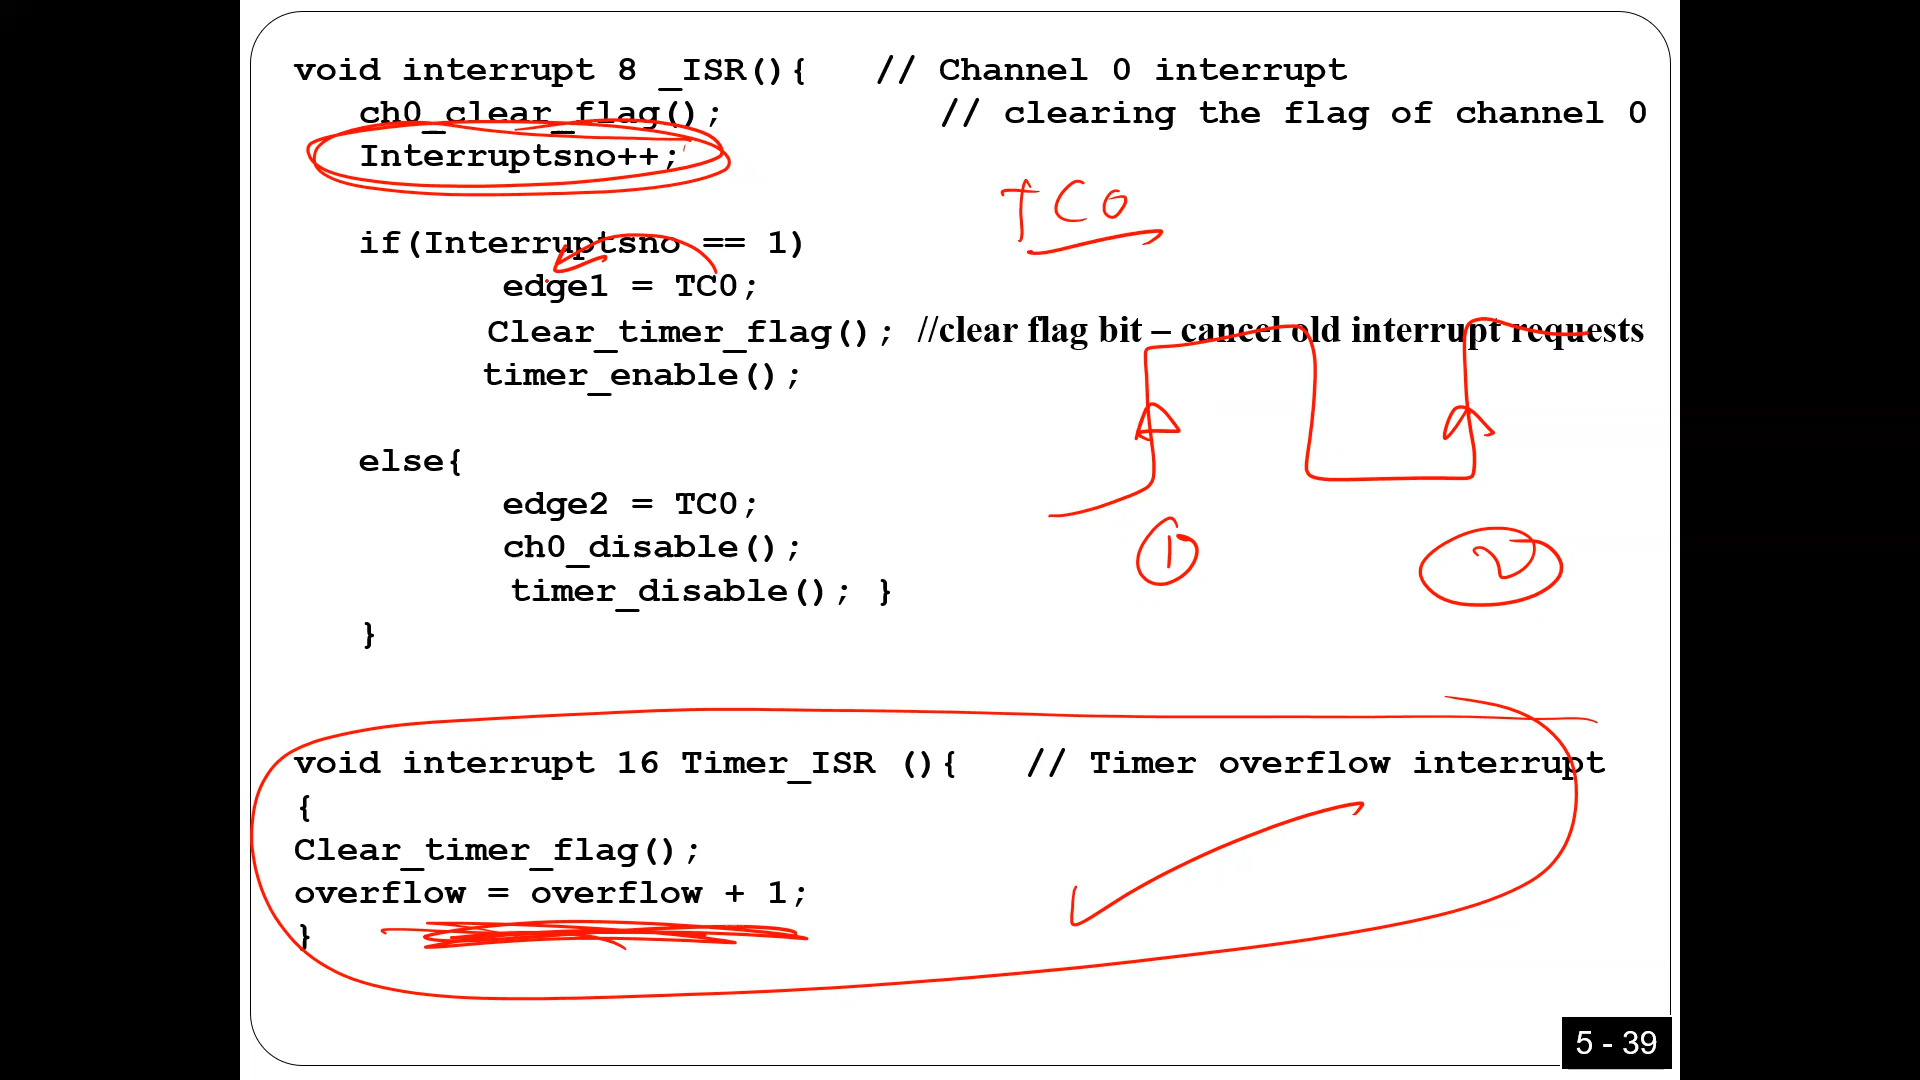 void interrupt 8 _ISR(){ // Channel 0 interrupt
ch0_clear_flag(); // clearing the flag of channel 0
Interruptsno++;
TC0
if(Interruptsno == 1)
edge1 = TC0;
Clear_timer_flag(); //clear flag bit – cancel old interrupt requests
timer_enable();
else{
edge2 = TC0;
ch0_disable();
1 2
timer_disable(); }
}
void interrupt 16 Timer_ISR (){ // Timer overflow interrupt
{
Clear_timer_flag();
overflow = overflow + 1;
}
5 - 39